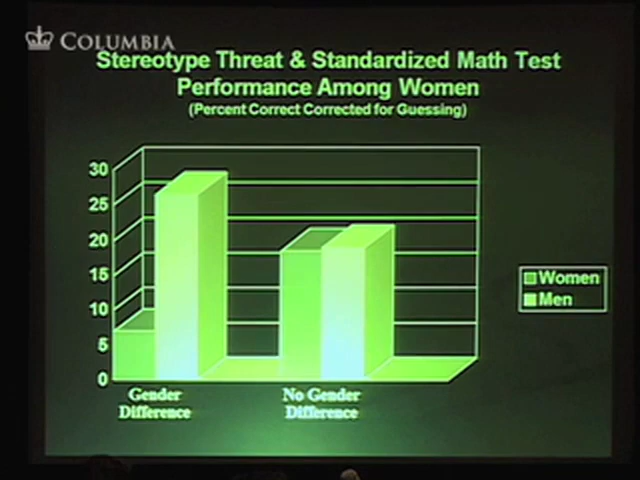 COLUMBIA
Stereotype Threat & Standardized Math Test
Performance Among Women
(Percent Correct Corrected for Guessing)
30
25
20
15
10
5
0
Women
Men
Gender
Difference
No Gender
Difference